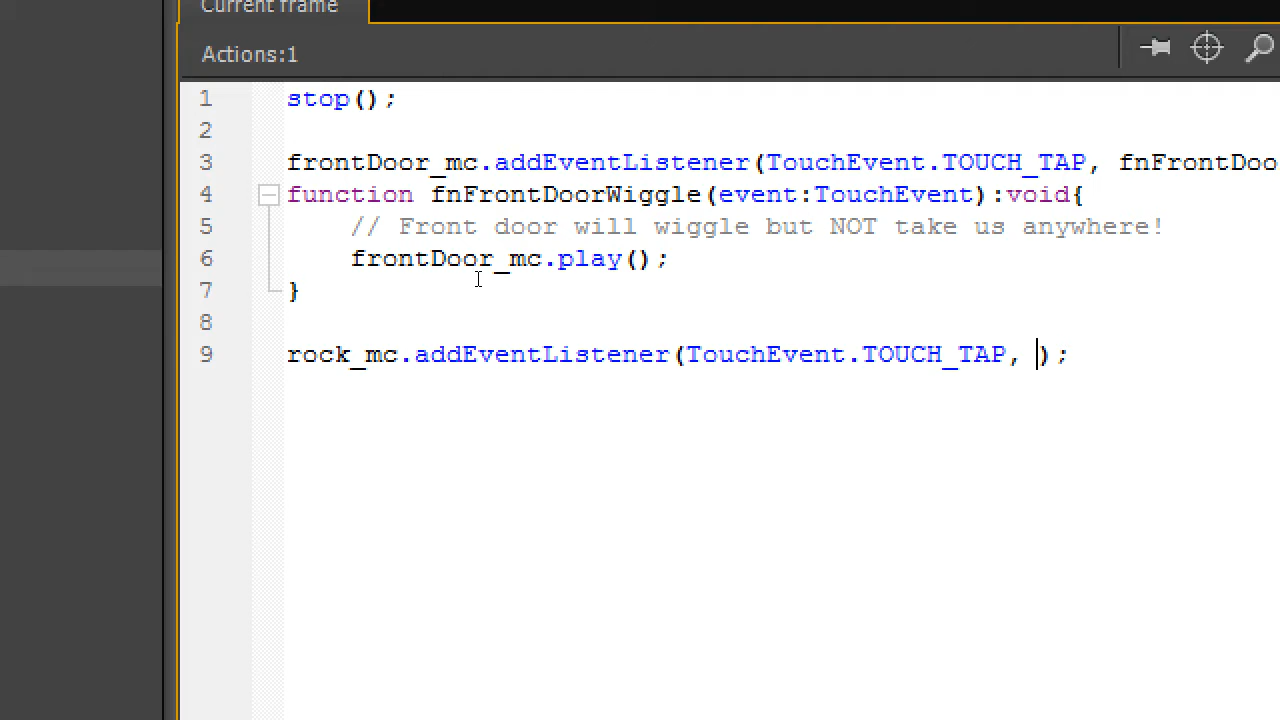 Current frame
Actions:1
1 stop();
2
3 frontDoor_mc.addEventListener(TouchEvent.TOUCH_TAP, fnFrontDoo
4 function fnFrontDoorWiggle(event:TouchEvent):void{
5 // Front door will wiggle but NOT take us anywhere!
6 frontDoor_mc.play();
7 }
8
9 rock_mc.addEventListener(TouchEvent.TOUCH_TAP, );